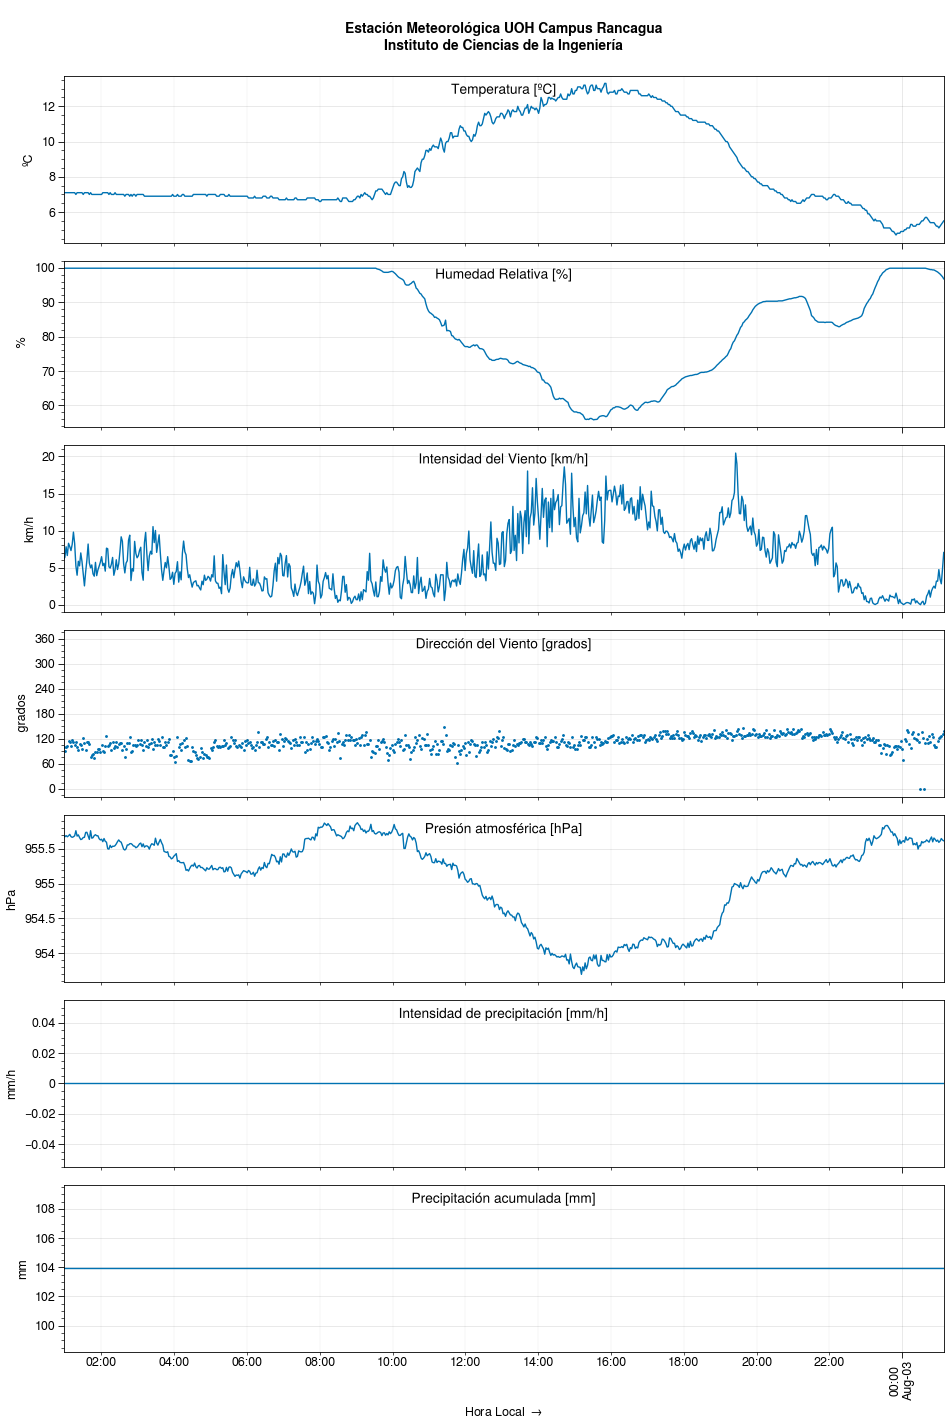 Estación Meteorológica UOH Campus Rancagua
Instituto de Ciencias de la Ingeniería
Temperatura [ºC]
12
10
8
6
ºC
Humedad Relativa [%]
100
90
80
70
60
%
Intensidad del Viento [km/h]
20
15
10
5
0
km/h
Dirección del Viento [grados]
360
300
240
180
120
60
0
grados
Presión atmosférica [hPa]
955.5
955
954.5
954
hPa
Intensidad de precipitación [mm/h]
0.04
0.02
0
−0.02
−0.04
mm/h
Precipitación acumulada [mm]
108
106
104
102
100
mm
02:00 04:00 06:00 08:00 10:00 12:00 14:00 16:00 18:00 20:00 22:00 00:00
Aug-03
Hora Local →